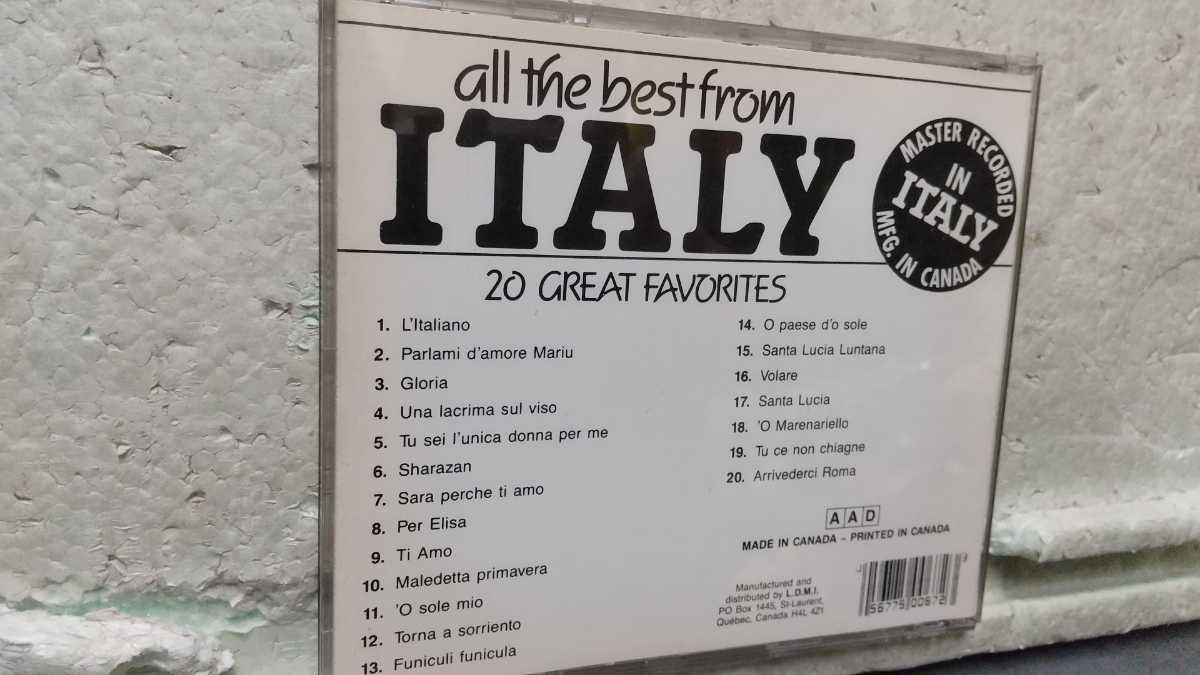 all the best from
ITALY
MASTER RECORDED
IN
ITALY
MFG. IN CANADA
20 GREAT FAVORITES
1. L'Italiano
2. Parlami d'amore Mariu
3. Gloria
4. Una lacrima sul viso
5. Tu sei l'unica donna per me
6. Sharazan
7. Sara perche ti amo
8. Per Elisa
9. Ti Amo
10. Maledetta primavera
11. 'O sole mio
12. Torna a sorriento
13. Funiculi funicula
14. O paese d'o sole
15. Santa Lucia Luntana
16. Volare
17. Santa Lucia
18. 'O Marenariello
19. Tu ce non chiagne
20. Arrivederci Roma
A A D
MADE IN CANADA – PRINTED IN CANADA
Manufactured and
distributed by L.D.M.I.
PO Box 1445, St-Laurent,
Québec, Canada H4L 4Z1
56775 00672